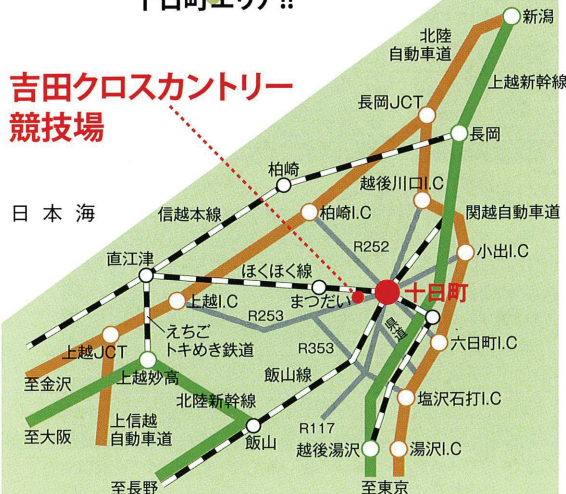 十日町エリア!!
新潟
北陸
自動車道
上越新幹線
吉田クロスカントリー
競技場
長岡JCT
長岡
柏崎
越後川口I.C
日本海
信越本線
柏崎I.C
関越自動車道
R252
小出I.C
直江津
ほくほく線
まつだい
十日町
上越I.C
R253
県道
えちご
トキめき鉄道
上越JCT
R353
六日町I.C
飯山線
至金沢
上越妙高
北陸新幹線
塩沢石打I.C
上信越
自動車道
至大阪
R117
飯山
越後湯沢
湯沢I.C
至長野
至東京